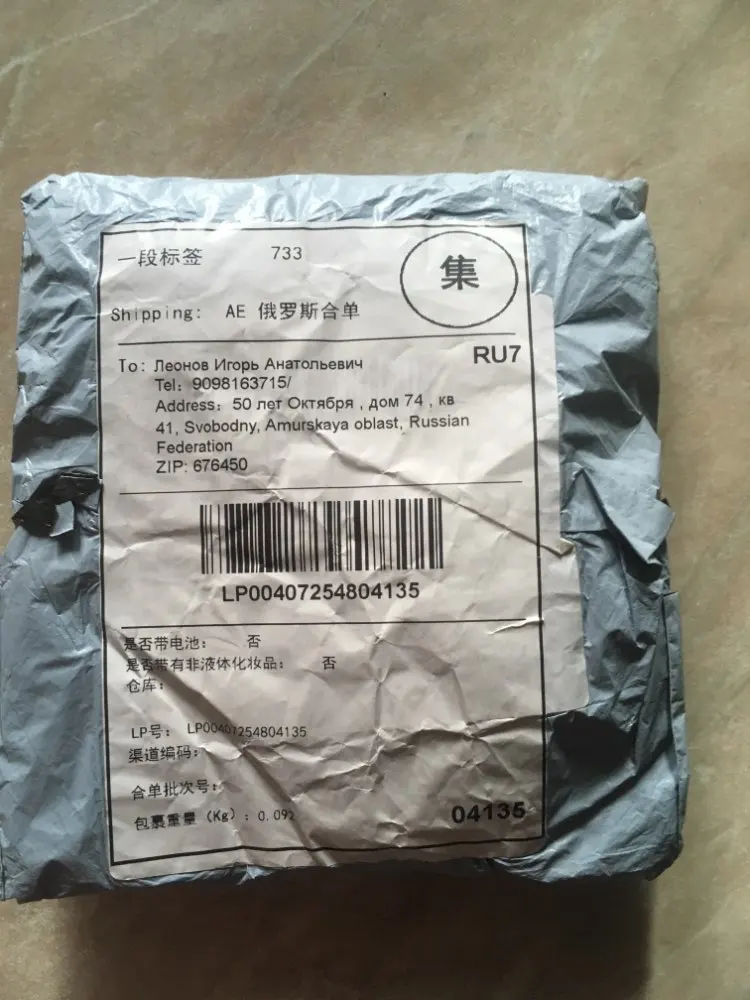 一段标签 733
集
Shipping: AE 俄罗斯合单
RU7
To: Леонов Игорь Анатольевич
Tel: 9098163715/
Address: 50 лет Октября , дом 74 , кв
41, Svobodny, Amurskaya oblast, Russian
Federation
ZIP: 676450
LP00407254804135
是否带电池: 否
是否带有非液体化妆品: 否
仓库:
LP号: LP00407254804135
渠道编码:
合单批次号:
包裹重量 (Kg) : 0.092
04135